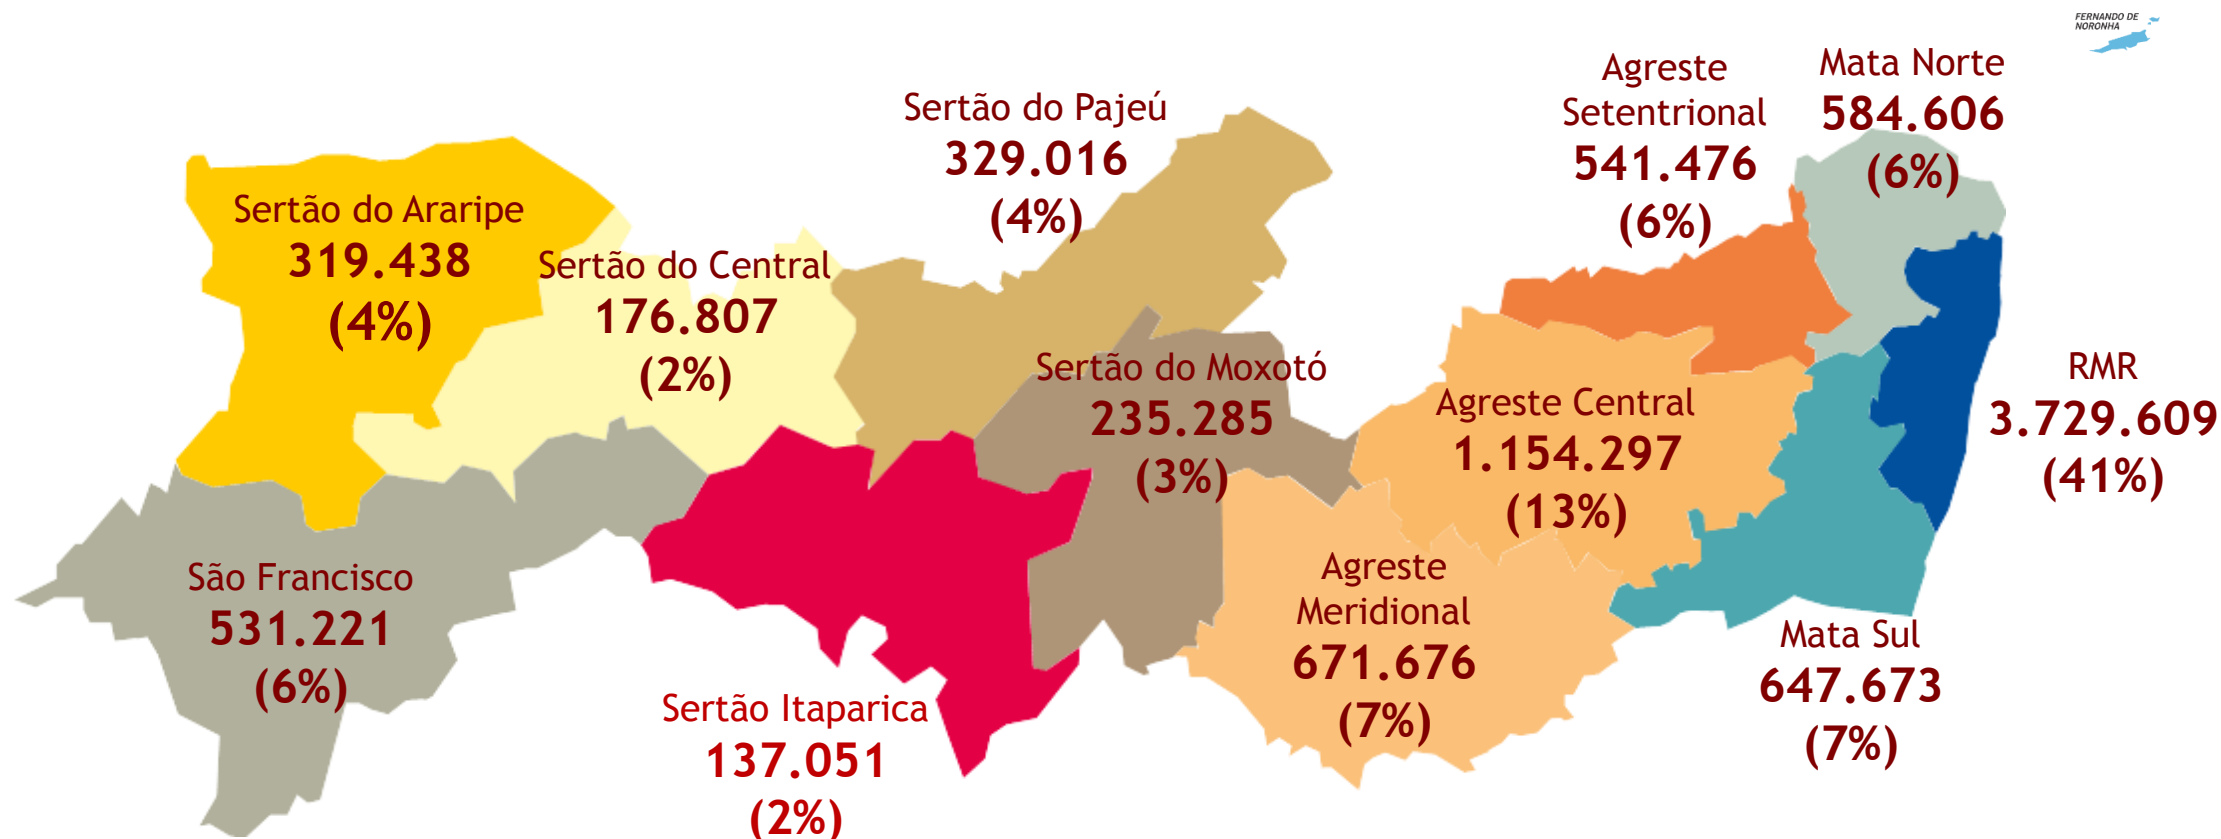 FERNANDO DE
NORONHA
Mata Norte
584.606
(6%)
Agreste
Setentrional
541.476
(6%)
Sertão do Pajeú
329.016
(4%)
Sertão do Araripe
319.438
(4%)
Sertão do Central
176.807
(2%)
Sertão do Moxotó
235.285
(3%)
Agreste Central
1.154.297
(13%)
RMR
3.729.609
(41%)
São Francisco
531.221
(6%)
Agreste
Meridional
671.676
(7%)
Mata Sul
647.673
(7%)
Sertão Itaparica
137.051
(2%)